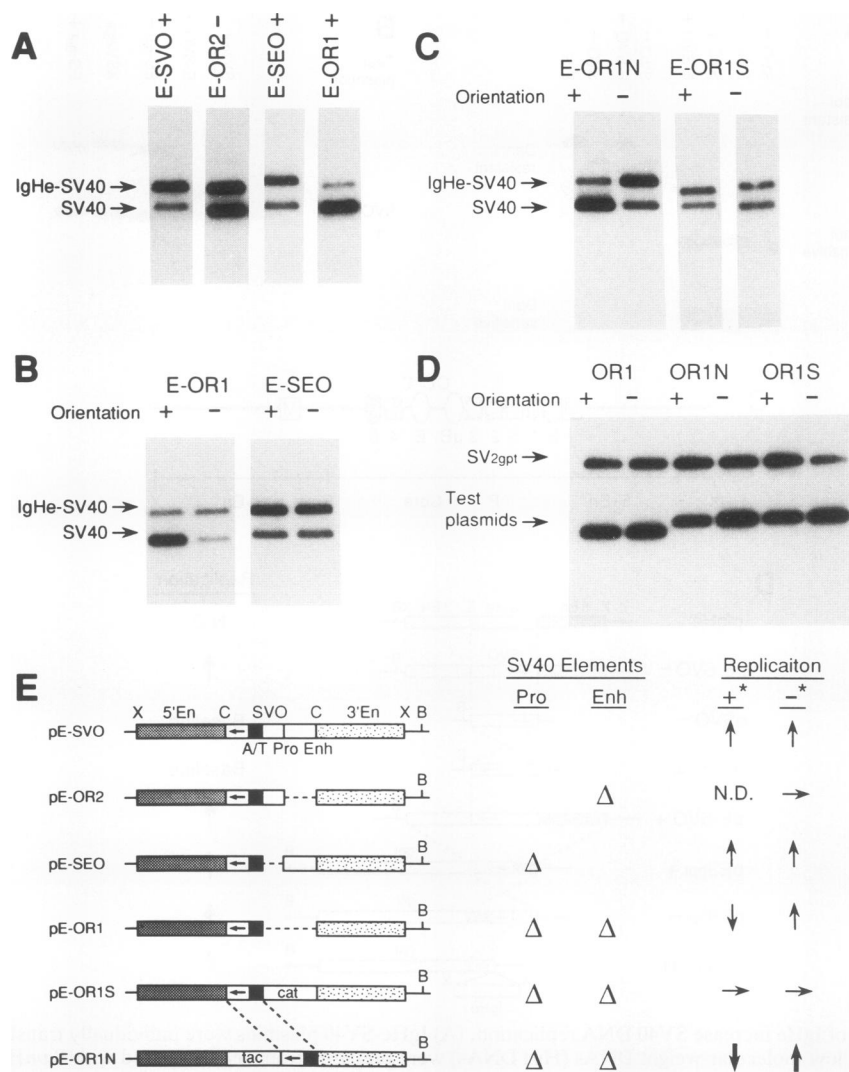 A
E-SVO +
E-OR2 -
E-SEO +
E-OR1 +
IgHe-SV40
SV40
B
E-OR1 E-SEO
Orientation + - + -
IgHe-SV40
SV40
C
E-OR1N E-OR1S
Orientation + - + -
IgHe-SV40
SV40
D
OR1 OR1N OR1S
Orientation + - + - + -
SV2gpt
Test
plasmids
E
SV40 Elements Replicaiton
Pro Enh +* -*
X 5'En C SVO C 3'En X B
pE-SVO
A/T Pro Enh
B
pE-OR2 Δ N.D.
B
pE-SEO Δ
B
pE-OR1 Δ Δ
B
pE-OR1S cat Δ Δ
B
pE-OR1N tac Δ Δ